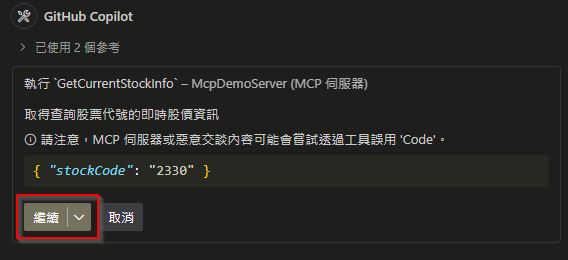 GitHub Copilot
已使用 2 個參考
執行 `GetCurrentStockInfo` – McpDemoServer (MCP 伺服器)
取得查詢股票代號的即時股價資訊
請注意，MCP 伺服器或惡意交談內容可能會嘗試透過工具誤用 'Code'。
{ "stockCode": "2330" }
繼續 取消